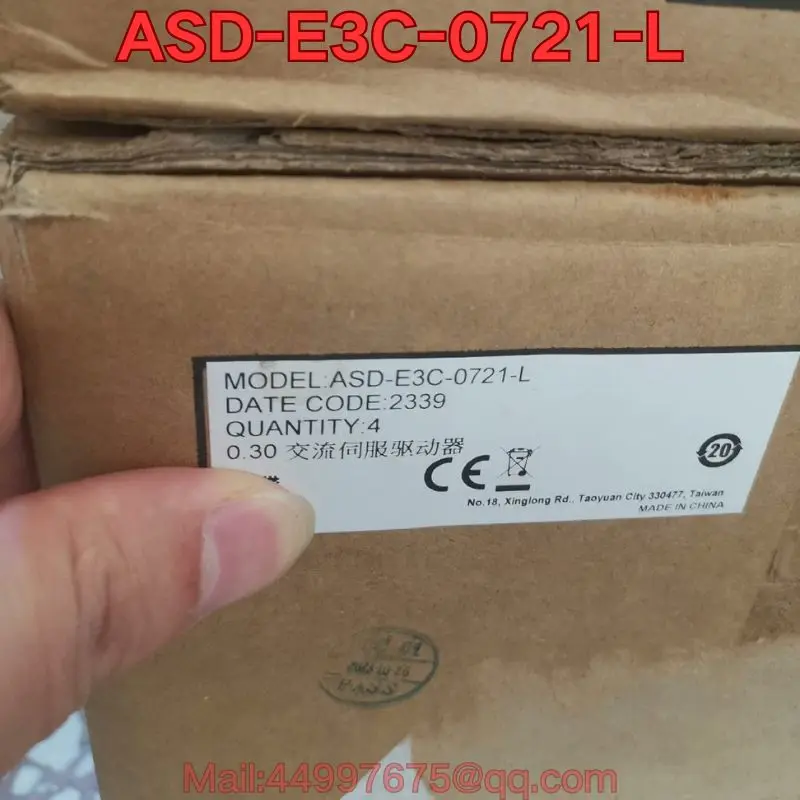 ASD-E3C-0721-L
MODEL:ASD-E3C-0721-L
DATE CODE:2339
QUANTITY:4
0.30 交流伺服驱动器
CE
20
No.18, Xinglong Rd., Taoyuan City 330477, Taiwan
MADE IN CHINA
Mail:44997675@qq.com